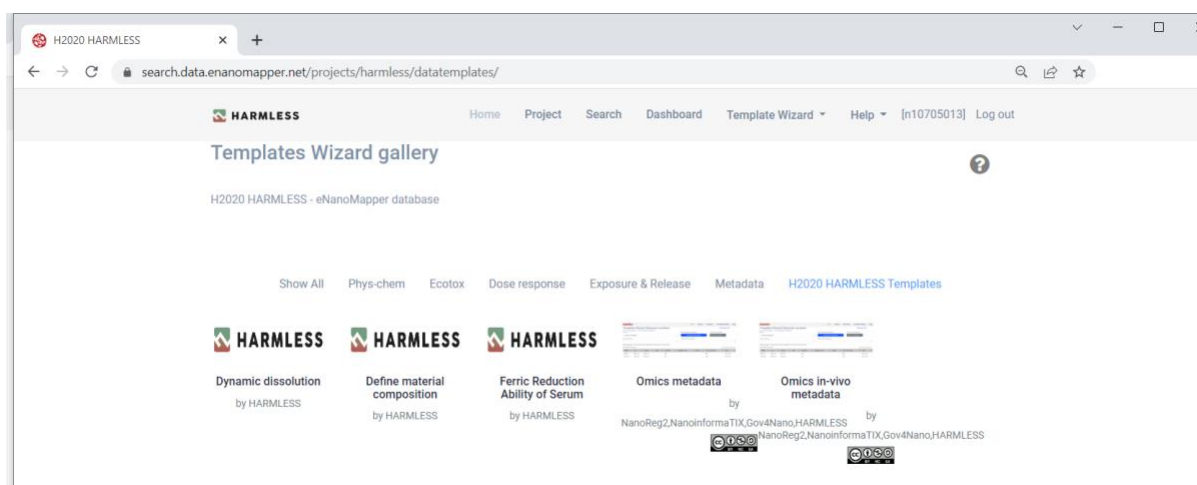 H2020 HARMLESS
search.data.enanomapper.net/projects/harmless/datatemplates/
HARMLESS Home Project Search Dashboard Template Wizard Help [n10705013] Log out
Templates Wizard gallery
H2020 HARMLESS - eNanoMapper database
Show All Phys-chem Ecotox Dose response Exposure & Release Metadata H2020 HARMLESS Templates
HARMLESS HARMLESS HARMLESS
Dynamic dissolution
by HARMLESS
Define material
composition
by HARMLESS
Ferric Reduction
Ability of Serum
by HARMLESS
Omics metadata
by
NanoReg2,NanoinformaTIX,Gov4Nano,HARMLESS
Omics in-vivo
metadata
by
NanoReg2,NanoinformaTIX,Gov4Nano,HARMLESS